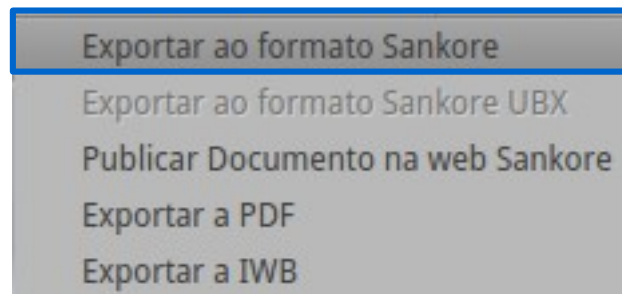 Exportar ao formato Sankore
Exportar ao formato Sankore UBX
Publicar Documento na web Sankore
Exportar a PDF
Exportar a IWB